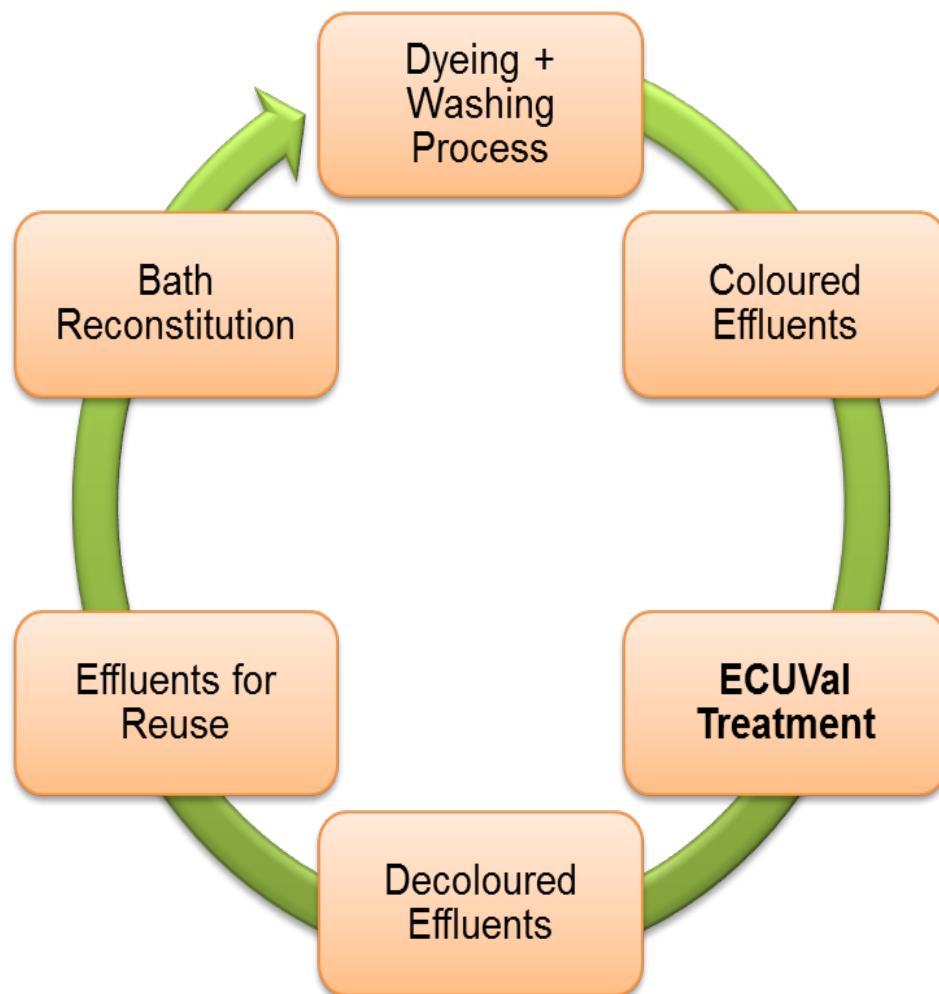 Dyeing +
Washing
Process
Coloured
Effluents
ECUVal
Treatment
Decoloured
Effluents
Effluents for
Reuse
Bath
Reconstitution